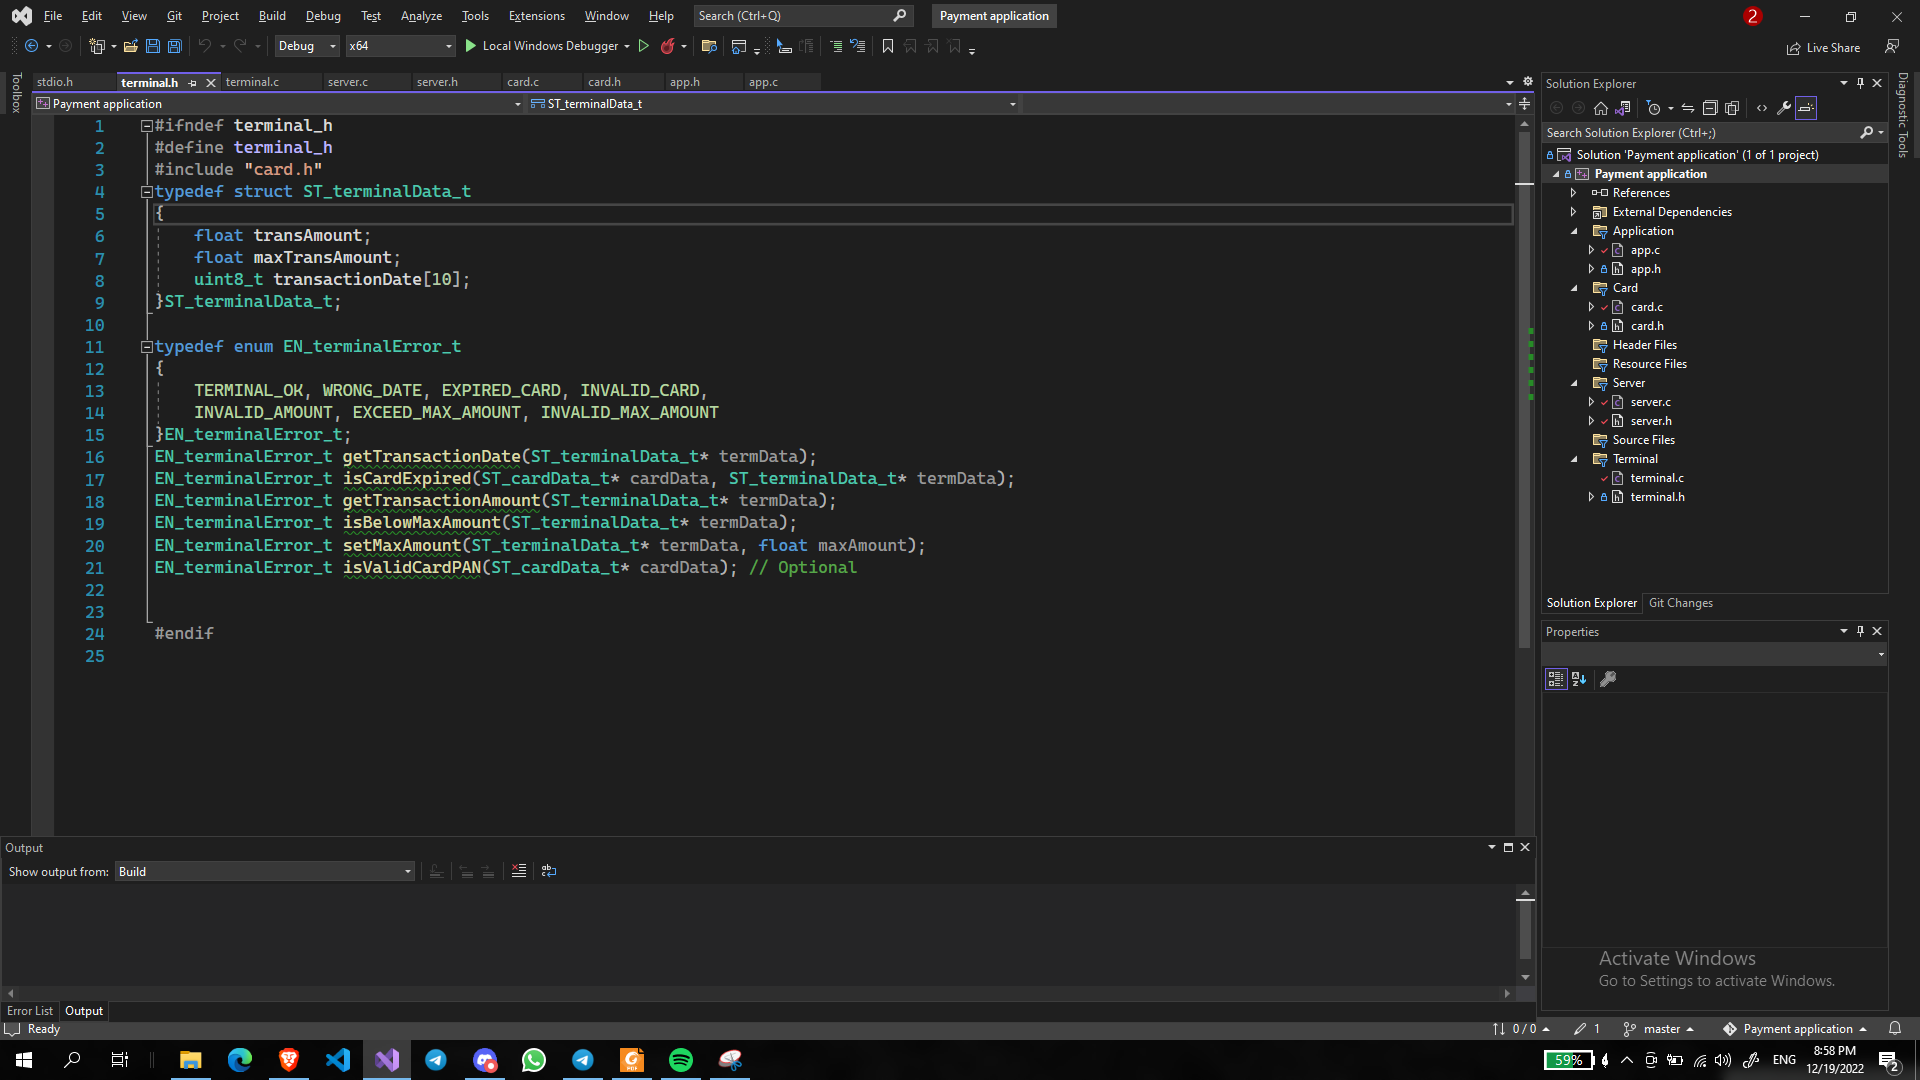 File Edit View Git Project Build Debug Test Analyze Tools Extensions Window Help Search (Ctrl+Q) Payment application 2
Debug x64 Local Windows Debugger Live Share
Toolbox
stdio.h terminal.h terminal.c server.c server.h card.c card.h app.h app.c
Payment application ST_terminalData_t
1 #ifndef terminal_h
2 #define terminal_h
3 #include "card.h"
4 typedef struct ST_terminalData_t
5 {
6 float transAmount;
7 float maxTransAmount;
8 uint8_t transactionDate[10];
9 }ST_terminalData_t;
10
11 typedef enum EN_terminalError_t
12 {
13 TERMINAL_OK, WRONG_DATE, EXPIRED_CARD, INVALID_CARD,
14 INVALID_AMOUNT, EXCEED_MAX_AMOUNT, INVALID_MAX_AMOUNT
15 }EN_terminalError_t;
16 EN_terminalError_t getTransactionDate(ST_terminalData_t* termData);
17 EN_terminalError_t isCardExpired(ST_cardData_t* cardData, ST_terminalData_t* termData);
18 EN_terminalError_t getTransactionAmount(ST_terminalData_t* termData);
19 EN_terminalError_t isBelowMaxAmount(ST_terminalData_t* termData);
20 EN_terminalError_t setMaxAmount(ST_terminalData_t* termData, float maxAmount);
21 EN_terminalError_t isValidCardPAN(ST_cardData_t* cardData); // Optional
22
23
24 #endif
25
Solution Explorer
Search Solution Explorer (Ctrl+;)
Solution 'Payment application' (1 of 1 project)
Payment application
References
External Dependencies
Application
app.c
app.h
Card
card.c
card.h
Header Files
Resource Files
Server
server.c
server.h
Source Files
Terminal
terminal.c
terminal.h
Solution Explorer Git Changes
Properties
Diagnostic Tools
Output
Show output from: Build
Activate Windows
Go to Settings to activate Windows.
Error List Output
Ready 0 / 0 1 master Payment application
59% ENG 8:58 PM
12/19/2022
2